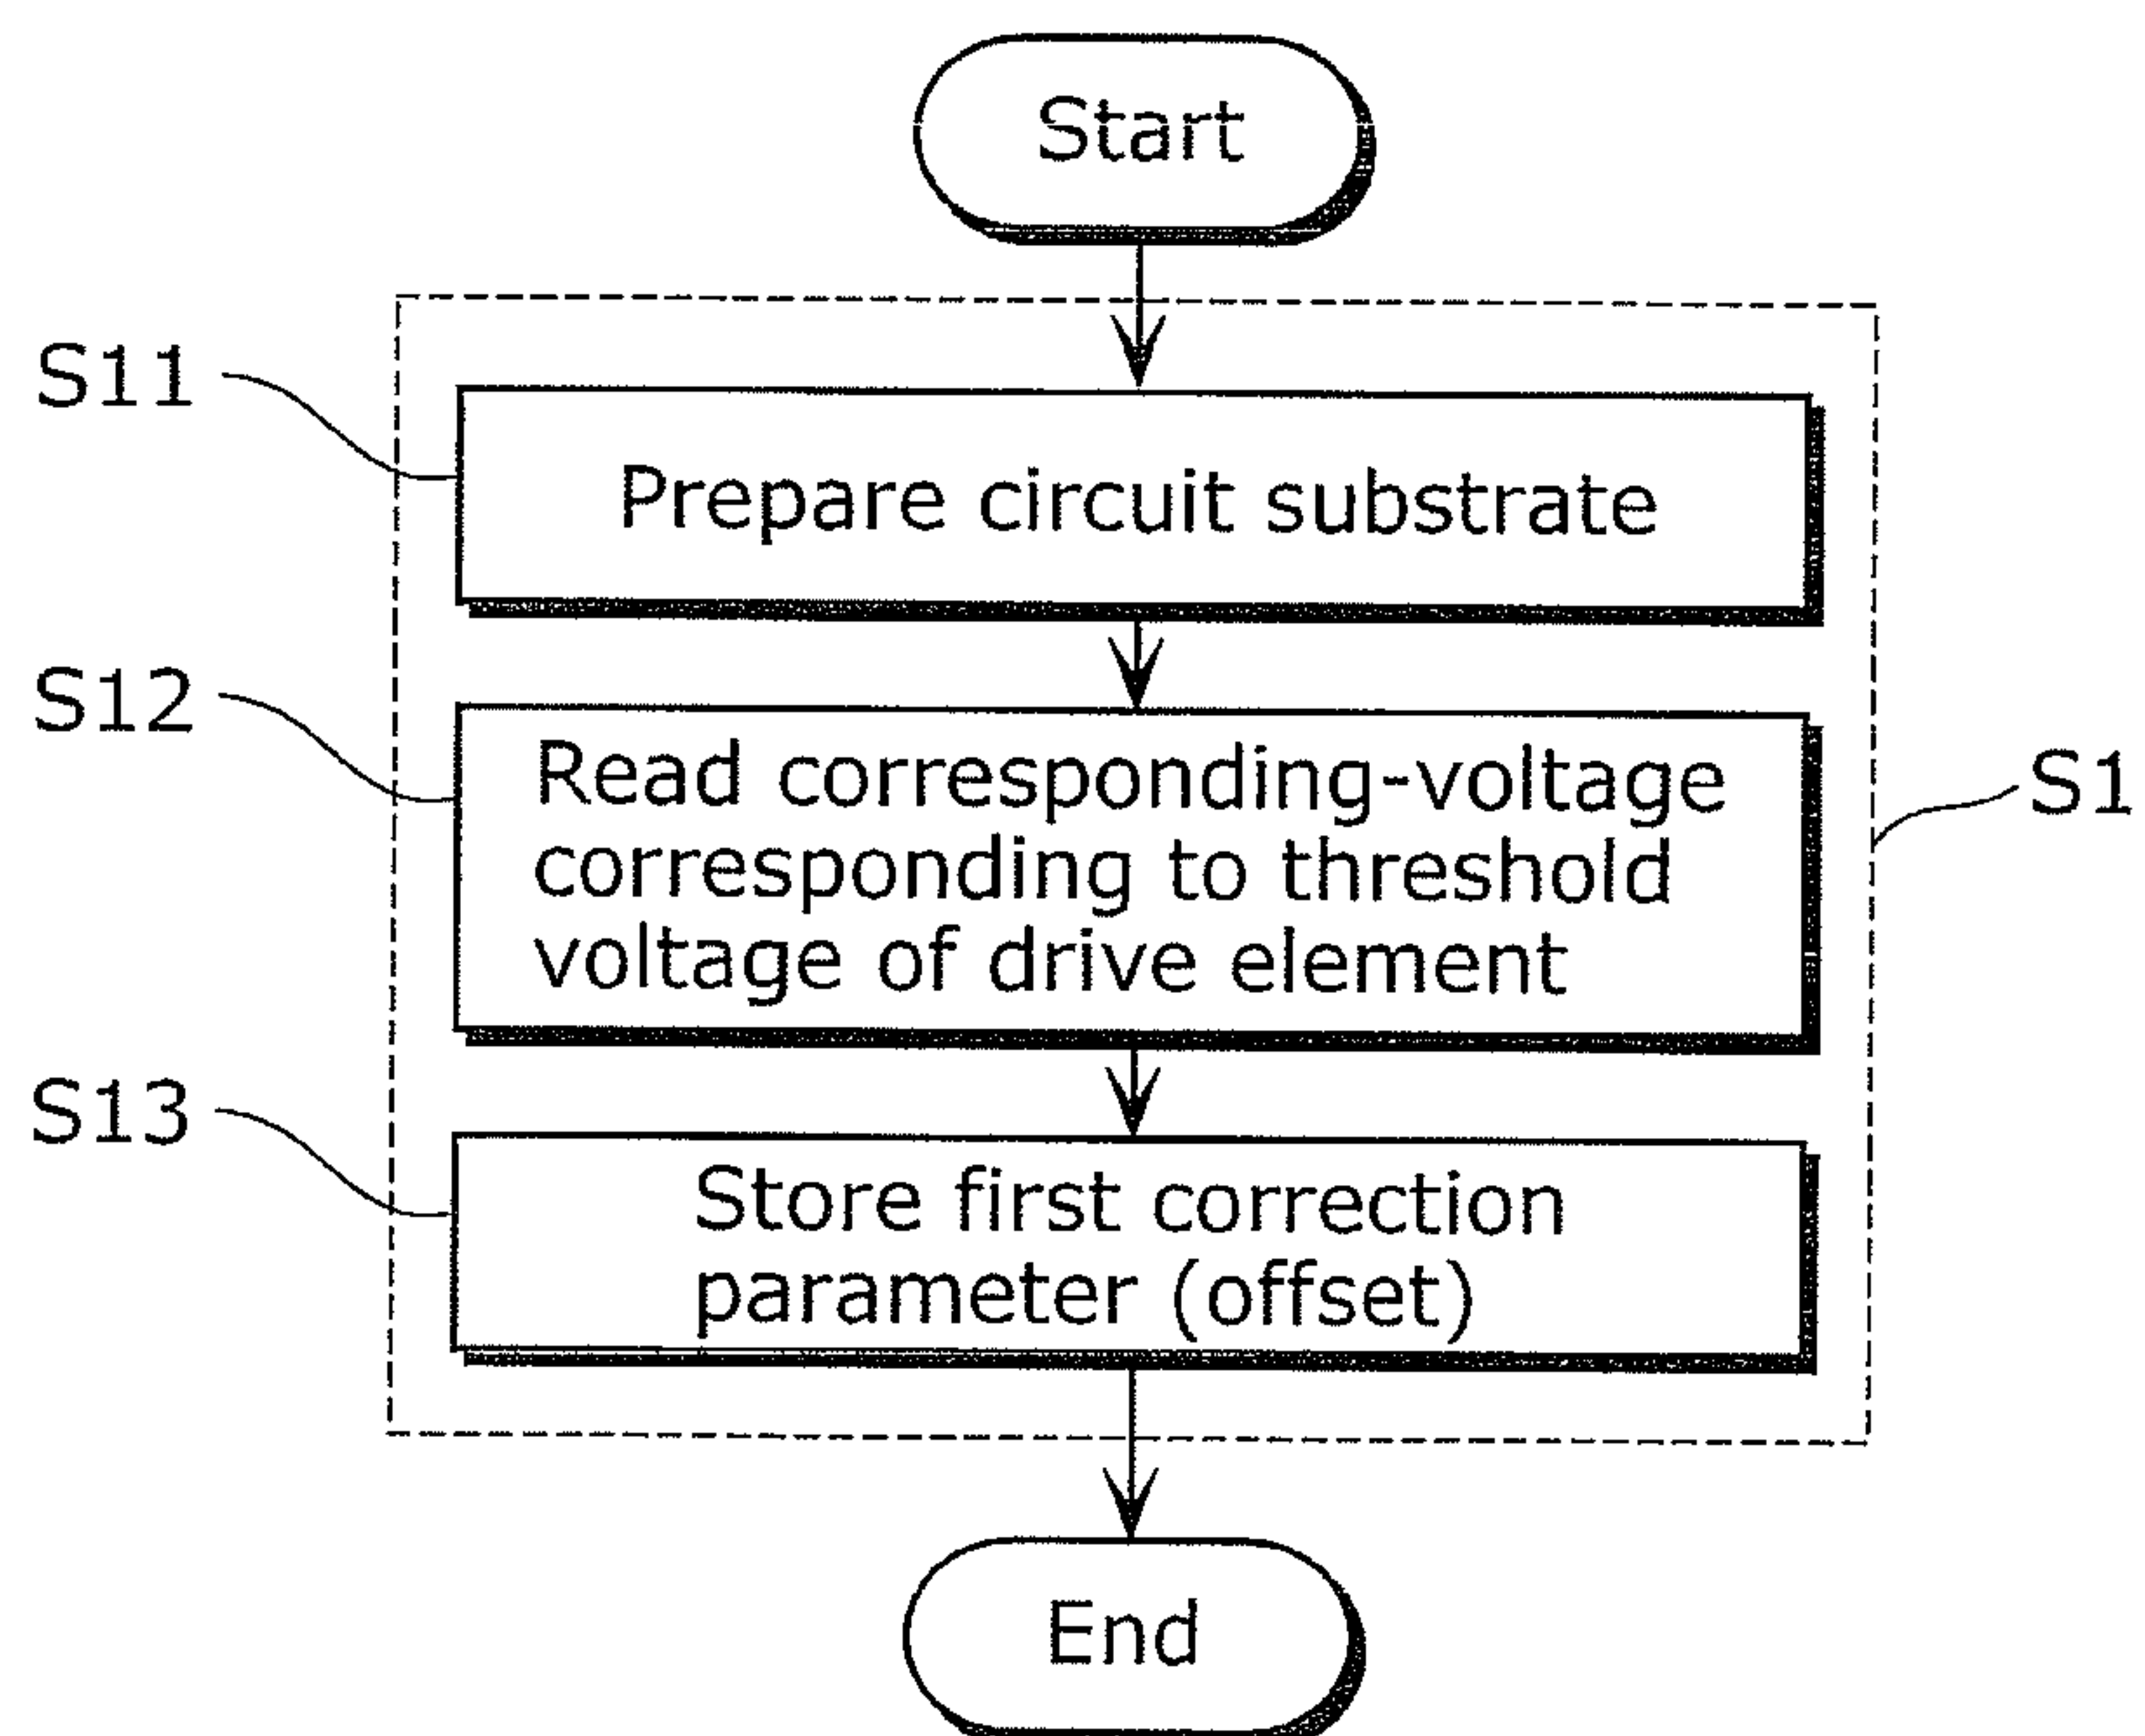 Start
S11
Prepare circuit substrate
S12
Read corresponding-voltage
corresponding to threshold
voltage of drive element
S1
S13
Store first correction
parameter (offset)
End